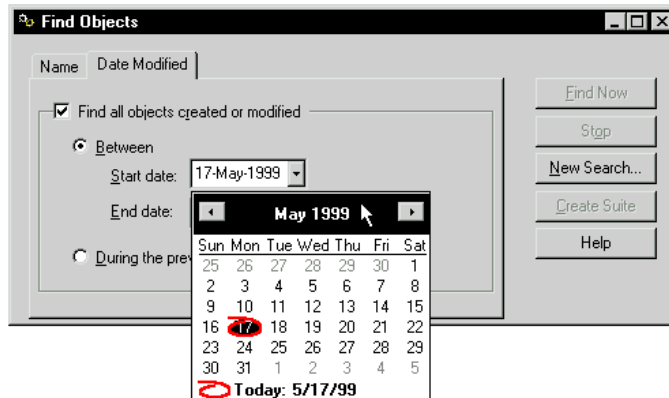 Find Objects
Name Date Modified
Find all objects created or modified
Between
Start date: 17-May-1999
End date:
During the prev
May 1999
Sun Mon Tue Wed Thu Fri Sat
25 26 27 28 29 30 1
2 3 4 5 6 7 8
9 10 11 12 13 14 15
16 17 18 19 20 21 22
23 24 25 26 27 28 29
30 31 1 2 3 4 5
Today: 5/17/99
Find Now
Stop
New Search...
Create Suite
Help